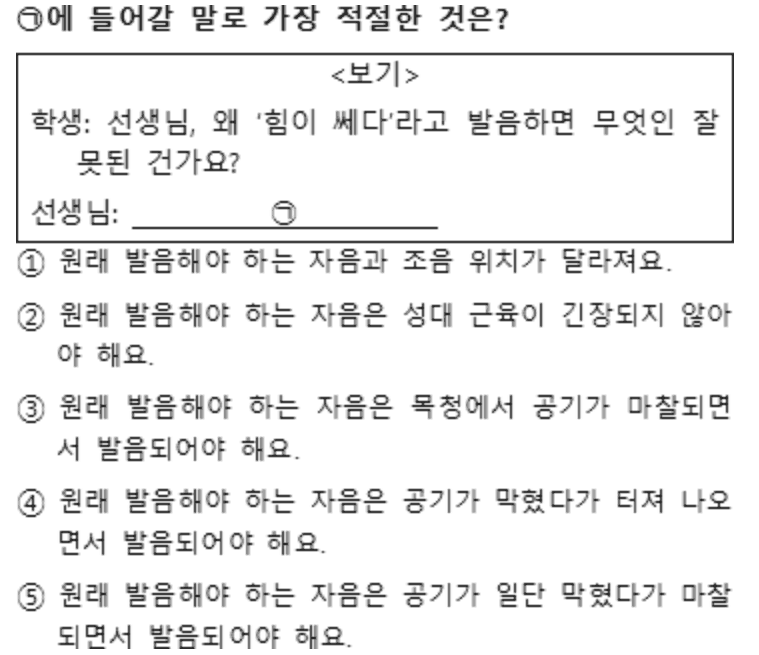 ㉠에 들어갈 말로 가장 적절한 것은?
<보기>
학생: 선생님, 왜 '힘이 쎄다'라고 발음하면 무엇인 잘
못된 건가요?
선생님: ㉠
① 원래 발음해야 하는 자음과 조음 위치가 달라져요.
② 원래 발음해야 하는 자음은 성대 근육이 긴장되지 않아
야 해요.
③ 원래 발음해야 하는 자음은 목청에서 공기가 마찰되면
서 발음되어야 해요.
④ 원래 발음해야 하는 자음은 공기가 막혔다가 터져 나오
면서 발음되어야 해요.
⑤ 원래 발음해야 하는 자음은 공기가 일단 막혔다가 마찰
되면서 발음되어야 해요.